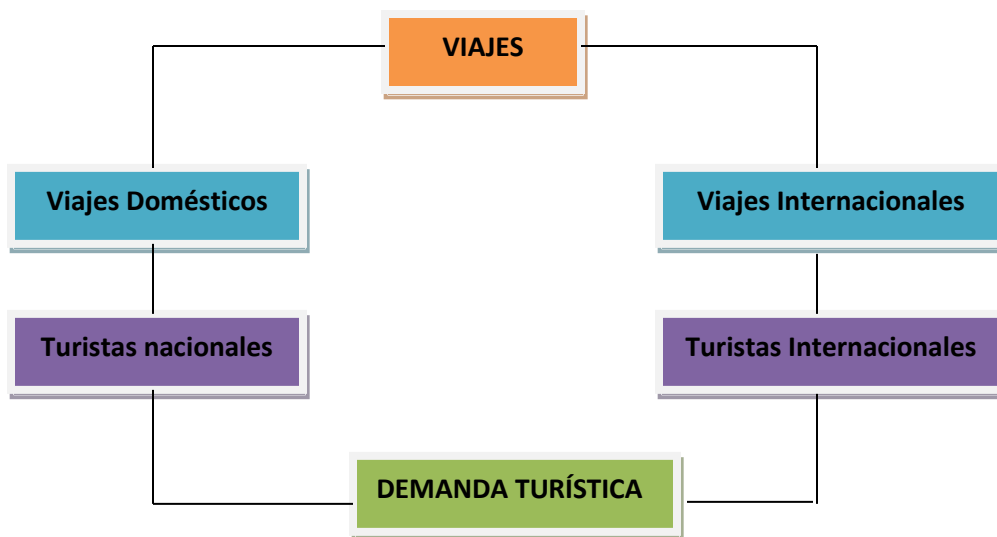 VIAJES
Viajes Domésticos
Viajes Internacionales
Turistas nacionales
Turistas Internacionales
DEMANDA TURÍSTICA